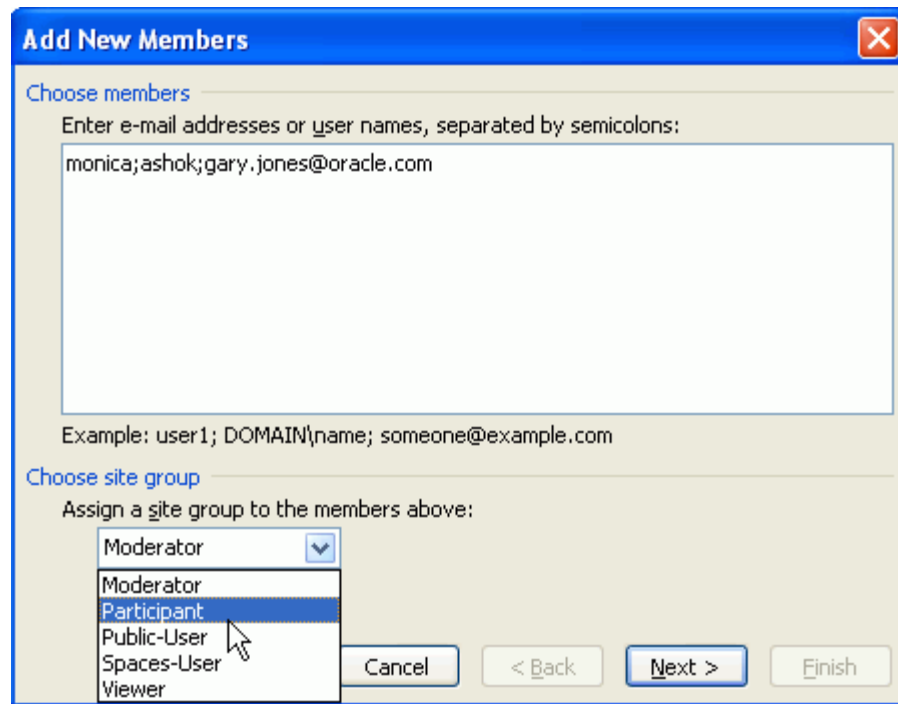 Add New Members
Choose members
Enter e-mail addresses or user names, separated by semicolons:
monica;ashok;gary.jones@oracle.com
Example: user1; DOMAIN\name; someone@example.com
Choose site group
Assign a site group to the members above:
Moderator
Moderator
Participant
Public-User
Spaces-User
Viewer
Cancel
< Back
Next >
Finish